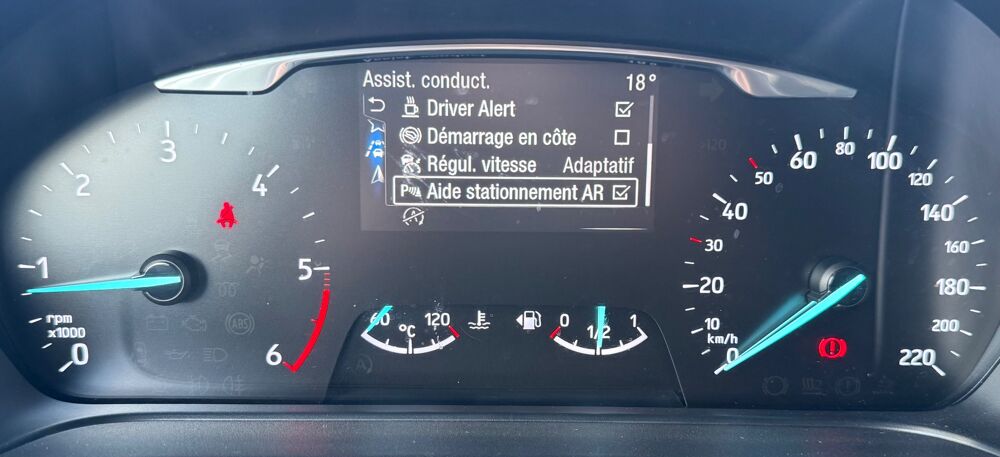 Assist. conduct. 18°
Driver Alert
Démarrage en côte
Régul. vitesse Adaptatif
P Aide stationnement AR
0
1
2
3
4
5
6
rpm
x1000
60 °C 120
0 1/2 1
0
10
20
30
40
50
60
80
100
120
140
160
180
200
220
km/h
ABS